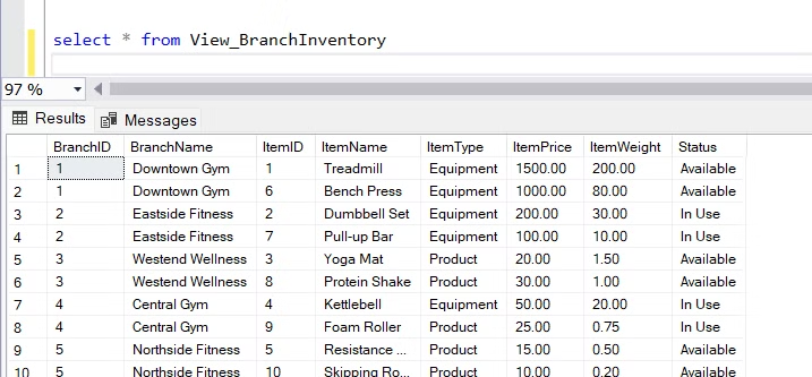 select * from View_BranchInventory
97 %
Results Messages
BranchID BranchName ItemID ItemName ItemType ItemPrice ItemWeight Status
1 1 Downtown Gym 1 Treadmill Equipment 1500.00 200.00 Available
2 1 Downtown Gym 6 Bench Press Equipment 1000.00 80.00 Available
3 2 Eastside Fitness 2 Dumbbell Set Equipment 200.00 30.00 In Use
4 2 Eastside Fitness 7 Pull-up Bar Equipment 100.00 10.00 In Use
5 3 Westend Wellness 3 Yoga Mat Product 20.00 1.50 Available
6 3 Westend Wellness 8 Protein Shake Product 30.00 1.00 Available
7 4 Central Gym 4 Kettlebell Equipment 50.00 20.00 In Use
8 4 Central Gym 9 Foam Roller Product 25.00 0.75 In Use
9 5 Northside Fitness 5 Resistance ... Product 15.00 0.50 Available
10 5 Northside Fitness 10 Skipping Ro... Product 10.00 0.20 Available